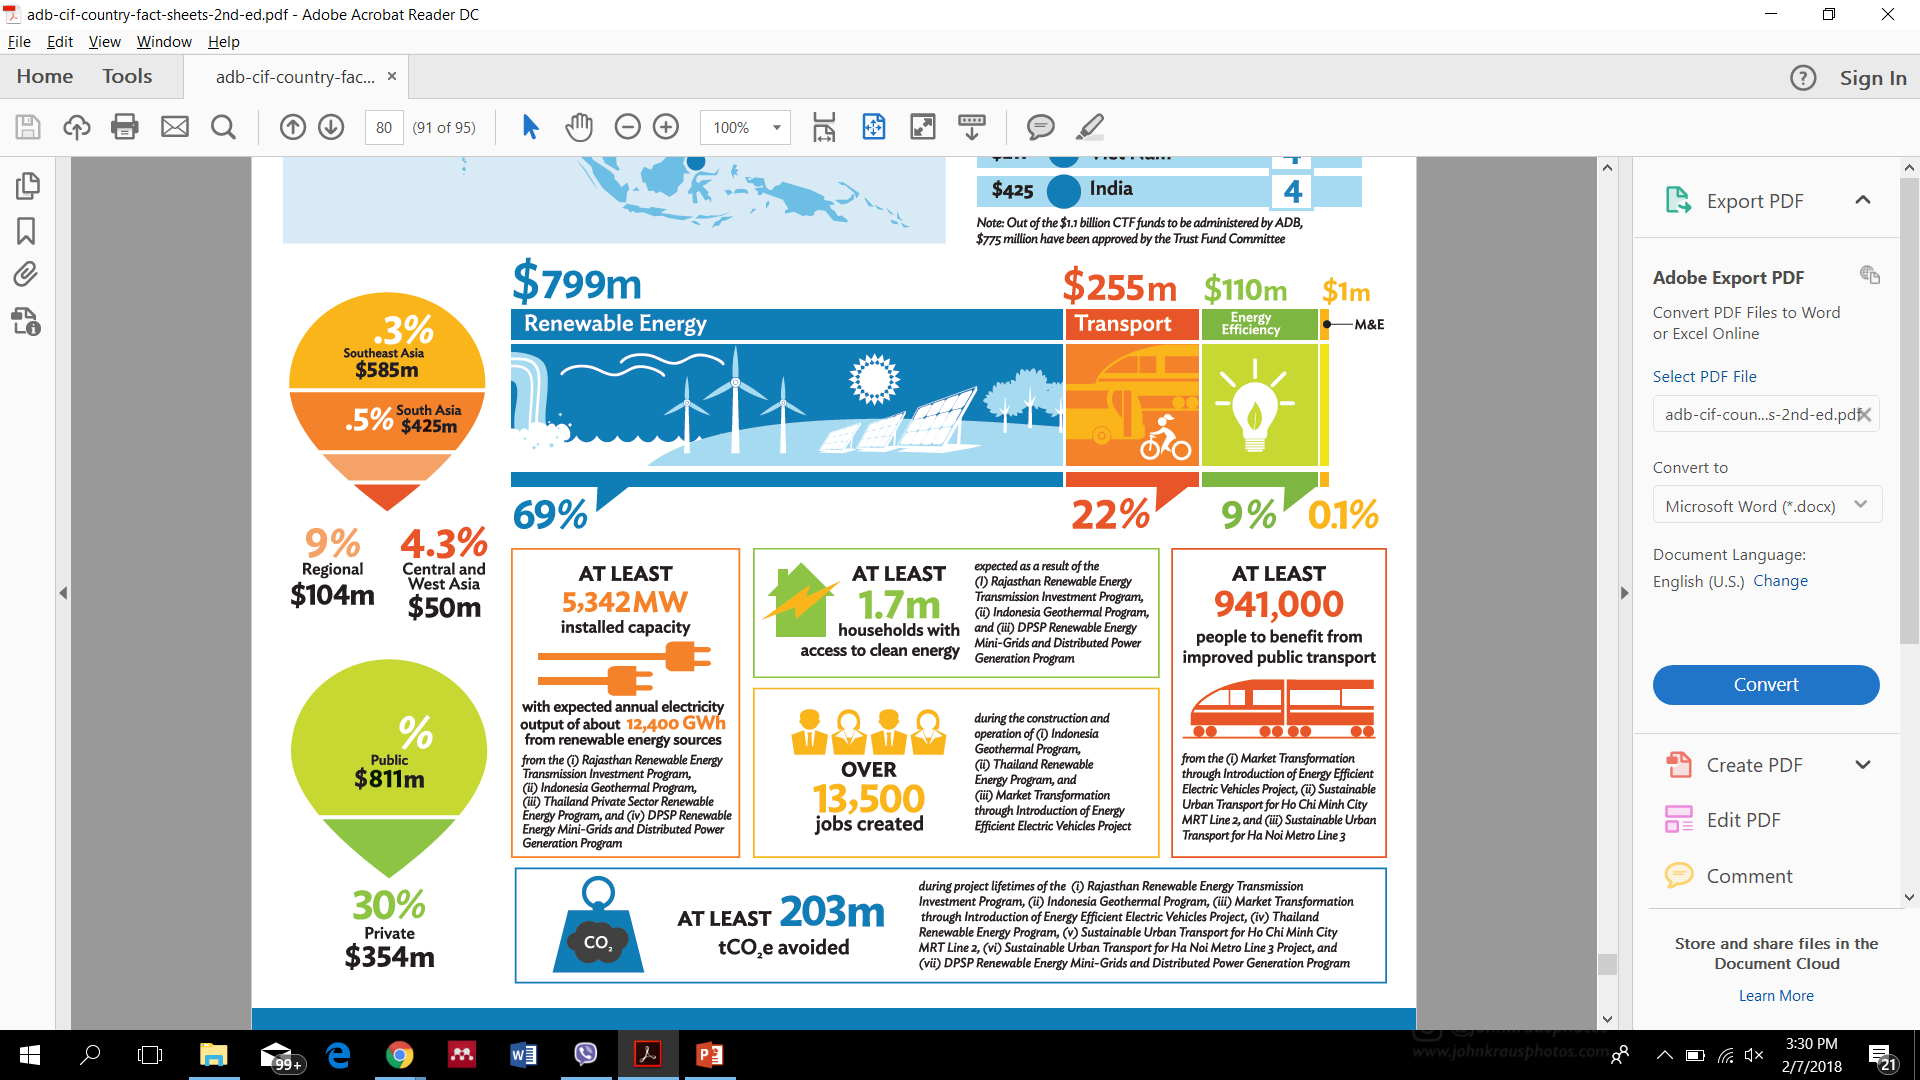 adb-cif-country-fact-sheets-2nd-ed.pdf - Adobe Acrobat Reader DC
File Edit View Window Help
Home Tools adb-cif-country-fac... × Sign In
80 (91 of 95) 100%
Viet Nam
$425 India 4
Note: Out of the $1.1 billion CTF funds to be administered by ADB,
$775 million have been approved by the Trust Fund Committee
.3%
Southeast Asia
$585m
.5% South Asia
$425m
9%
Regional
$104m
4.3%
Central and
West Asia
$50m
$799m $255m $110m $1m
Renewable Energy Transport Energy
Efficiency M&E
69% 22% 9% 0.1%
AT LEAST
5,342MW
installed capacity
with expected annual electricity
output of about 12,400 GWh
from renewable energy sources
from the (i) Rajasthan Renewable Energy
Transmission Investment Program,
(ii) Indonesia Geothermal Program,
(iii) Thailand Private Sector Renewable
Energy Program, and (iv) DPSP Renewable
Energy Mini-Grids and Distributed Power
Generation Program
AT LEAST
1.7m
households with
access to clean energy
expected as a result of the
(I) Rajasthan Renewable Energy
Transmission Investment Program,
(ii) Indonesia Geothermal Program,
and (iii) DPSP Renewable Energy
Mini-Grids and Distributed Power
Generation Program
OVER
13,500
jobs created
during the construction and
operation of (i) Indonesia
Geothermal Program,
(ii) Thailand Renewable
Energy Program, and
(iii) Market Transformation
through Introduction of Energy
Efficient Electric Vehicles Project
AT LEAST
941,000
people to benefit from
improved public transport
from the (i) Market Transformation
through Introduction of Energy Efficient
Electric Vehicles Project, (ii) Sustainable
Urban Transport for Ho Chi Minh City
MRT Line 2, and (iii) Sustainable Urban
Transport for Ha Noi Metro Line 3
%
Public
$811m
30%
Private
$354m
CO2
AT LEAST 203m
tCO2e avoided
during project lifetimes of the (i) Rajasthan Renewable Energy Transmission
Investment Program, (ii) Indonesia Geothermal Program, (iii) Market Transformation
through Introduction of Energy Efficient Electric Vehicles Project, (iv) Thailand
Renewable Energy Program, (v) Sustainable Urban Transport for Ho Chi Minh City
MRT Line 2, (vi) Sustainable Urban Transport for Ha Noi Metro Line 3 Project, and
(vii) DPSP Renewable Energy Mini-Grids and Distributed Power Generation Program
Export PDF
Adobe Export PDF
Convert PDF Files to Word
or Excel Online
Select PDF File
adb-cif-coun...s-2nd-ed.pdf
Convert to
Microsoft Word (*.docx)
Document Language:
English (U.S.) Change
Convert
Create PDF
Edit PDF
Comment
Store and share files in the
Document Cloud
Learn More
www.johnkrausphotos.com
99+
3:30 PM
2/7/2018
21